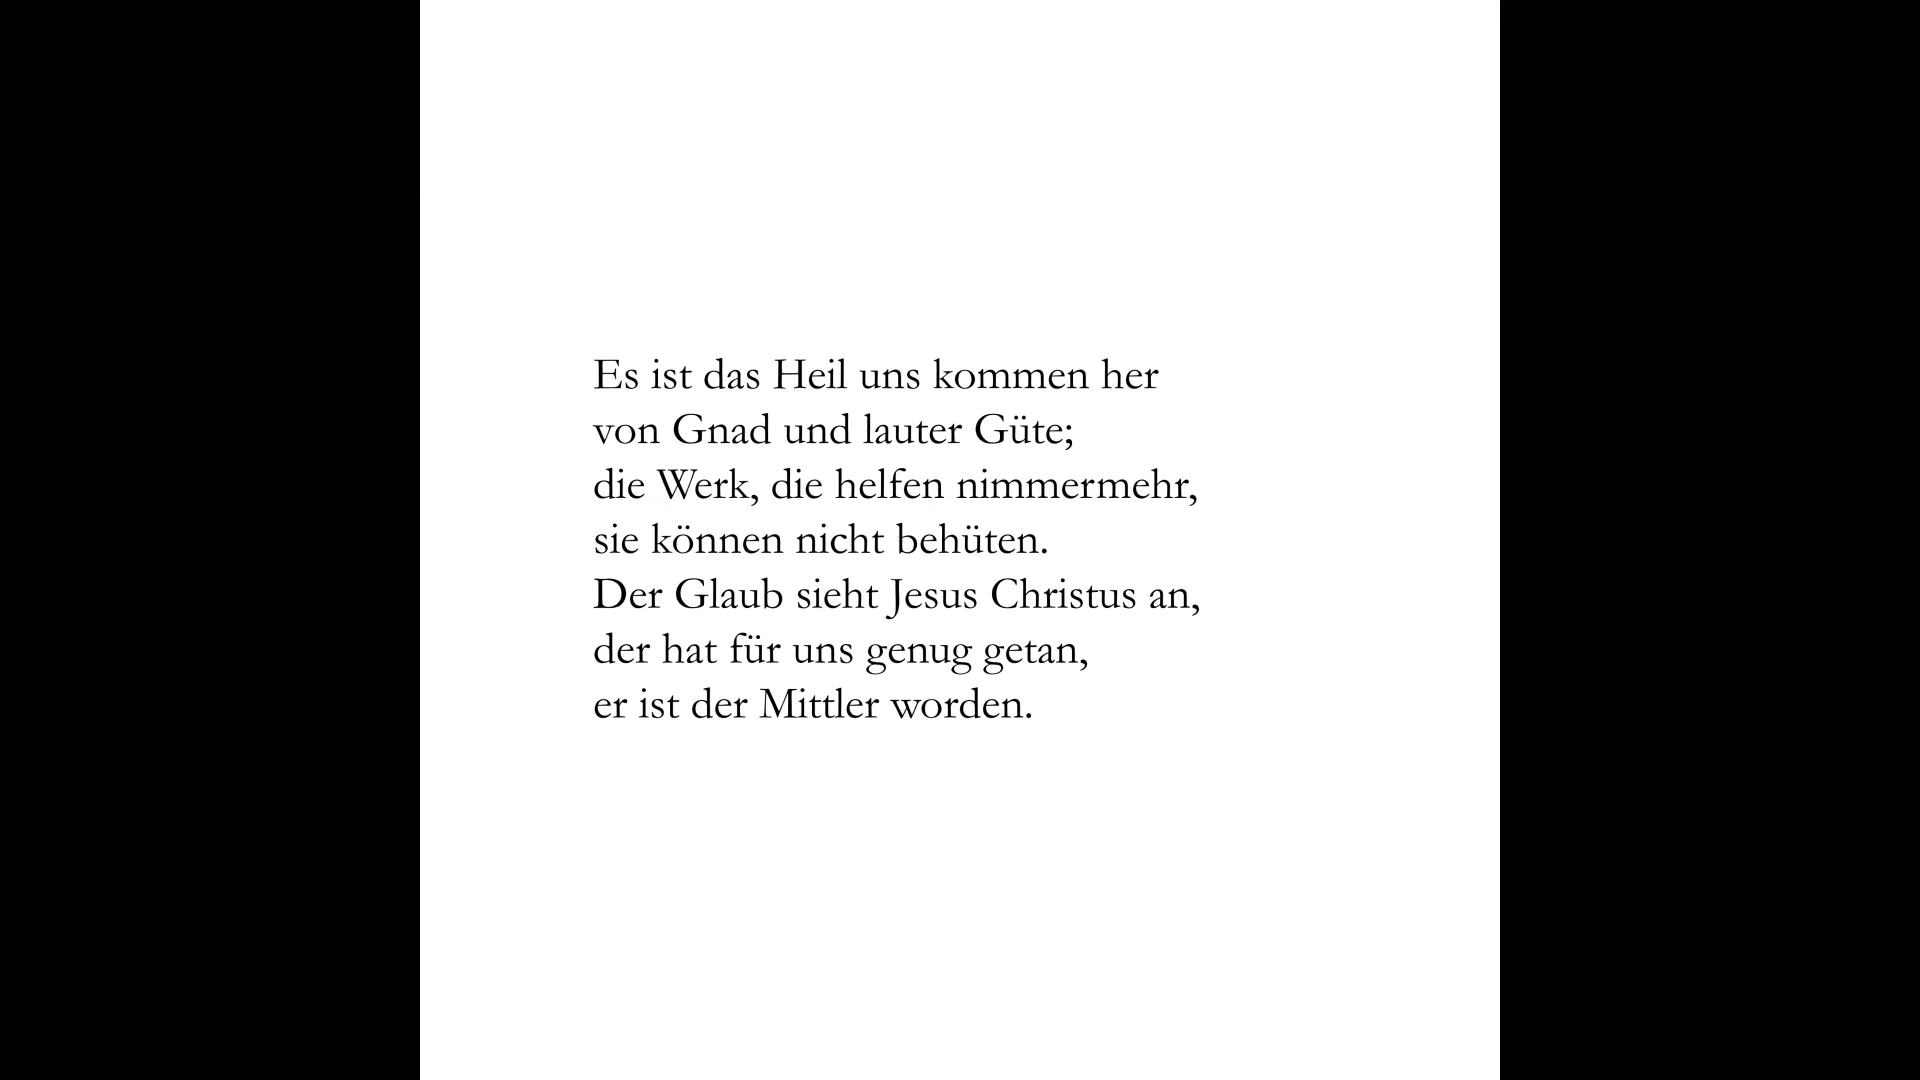 Es ist das Heil uns kommen her
von Gnad und lauter Güte;
die Werk, die helfen nimmermehr,
sie können nicht behüten.
Der Glaub sieht Jesus Christus an,
der hat für uns genug getan,
er ist der Mittler worden.